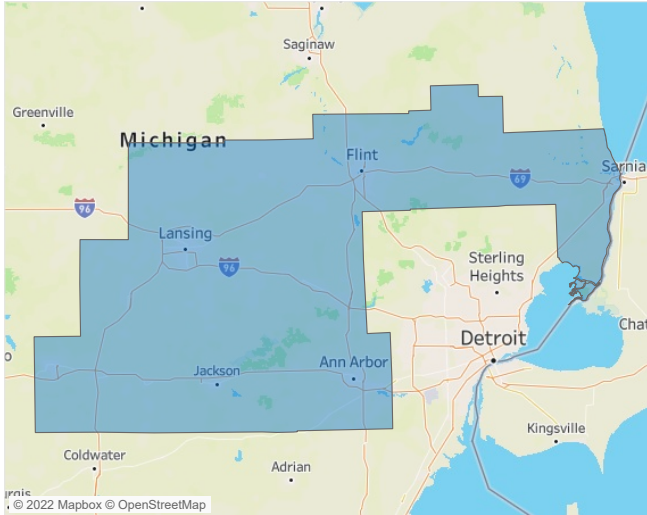 Saginaw
Greenville
Michigan
Flint
Sarnia
69
96
Lansing
96
Sterling
Heights
Chat
Detroit
Ann Arbor
Jackson
Kingsville
Coldwater
Adrian
urgis
© 2022 Mapbox © OpenStreetMap